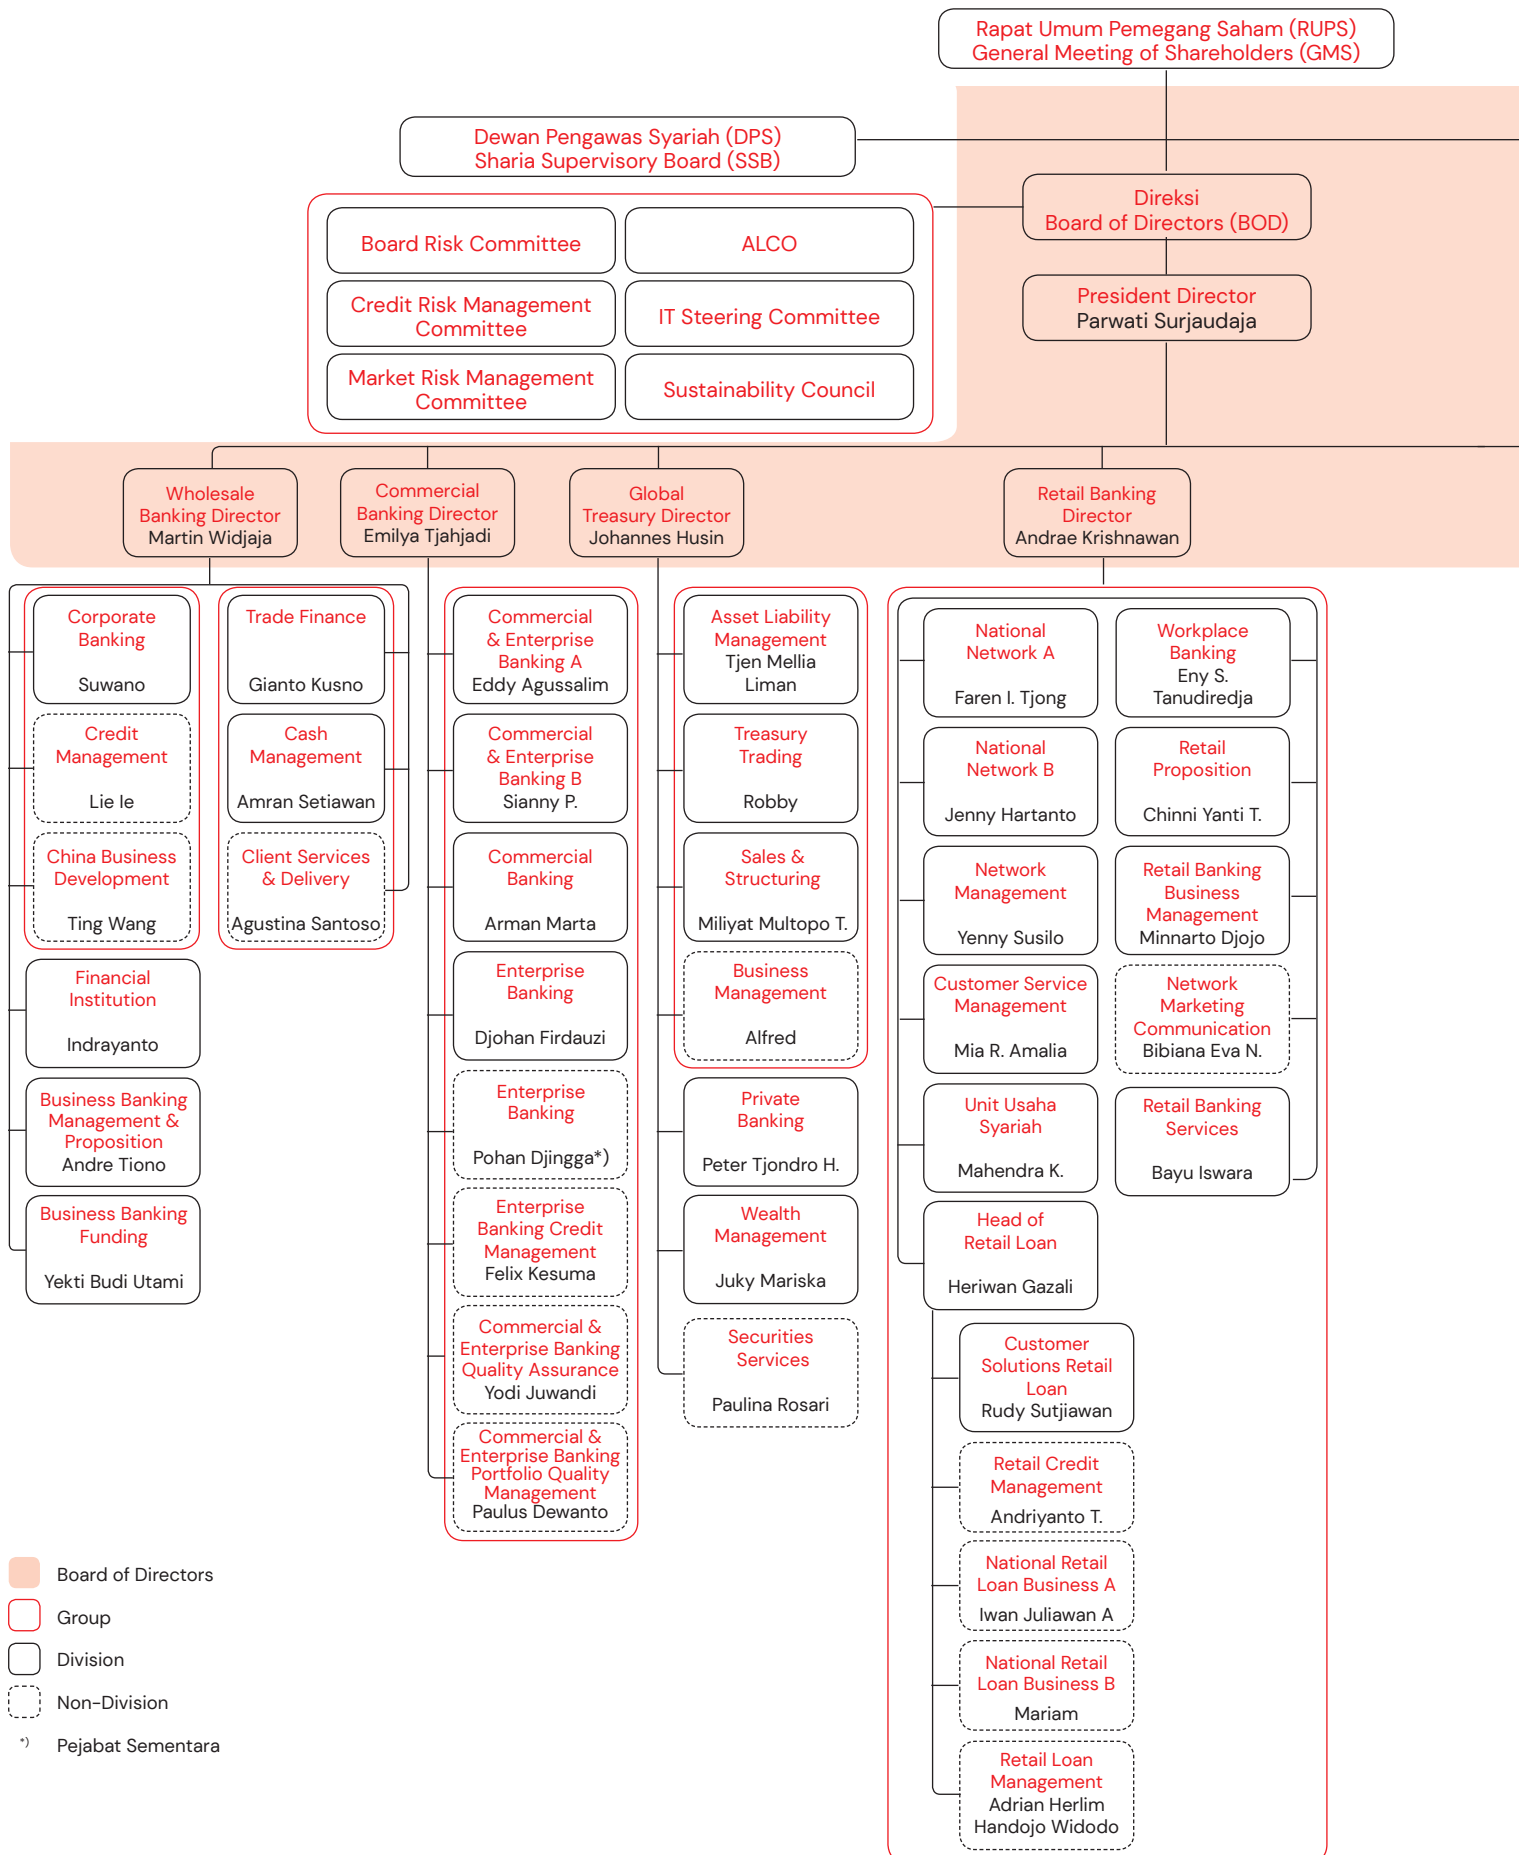 Rapat Umum Pemegang Saham (RUPS)
General Meeting of Shareholders (GMS)
Dewan Pengawas Syariah (DPS)
Sharia Supervisory Board (SSB)
Direksi
Board of Directors (BOD)
Board Risk Committee
ALCO
Credit Risk Management
Committee
IT Steering Committee
Market Risk Management
Committee
Sustainability Council
President Director
Parwati Surjaudaja
Wholesale
Banking Director
Martin Widjaja
Commercial
Banking Director
Emilya Tjahjadi
Global
Treasury Director
Johannes Husin
Retail Banking
Director
Andrae Krishnawan
Corporate
Banking
Suwano
Credit
Management
Lie Ie
China Business
Development
Ting Wang
Financial
Institution
Indrayanto
Business Banking
Management &
Proposition
Andre Tiono
Business Banking
Funding
Yekti Budi Utami
Trade Finance
Gianto Kusno
Cash
Management
Amran Setiawan
Client Services
& Delivery
Agustina Santoso
Commercial
& Enterprise
Banking A
Eddy Agussalim
Commercial
& Enterprise
Banking B
Sianny P.
Commercial
Banking
Arman Marta
Enterprise
Banking
Djohan Firdauzi
Enterprise
Banking
Pohan Djingga*)
Enterprise
Banking Credit
Management
Felix Kesuma
Commercial &
Enterprise Banking
Quality Assurance
Yodi Juwandi
Commercial &
Enterprise Banking
Portfolio Quality
Management
Paulus Dewanto
Asset Liability
Management
Tjen Mellia
Liman
Treasury
Trading
Robby
Sales &
Structuring
Miliyat Multopo T.
Business
Management
Alfred
Private
Banking
Peter Tjondro H.
Wealth
Management
Juky Mariska
Securities
Services
Paulina Rosari
National
Network A
Faren I. Tjong
National
Network B
Jenny Hartanto
Network
Management
Yenny Susilo
Customer Service
Management
Mia R. Amalia
Unit Usaha
Syariah
Mahendra K.
Head of
Retail Loan
Heriwan Gazali
Customer
Solutions Retail
Loan
Rudy Sutjiawan
Retail Credit
Management
Andriyanto T.
National Retail
Loan Business A
Iwan Juliawan A
National Retail
Loan Business B
Mariam
Retail Loan
Management
Adrian Herlim
Handojo Widodo
Workplace
Banking
Eny S.
Tanudiredja
Retail
Proposition
Chinni Yanti T.
Retail Banking
Business
Management
Minnarto Djojo
Network
Marketing
Communication
Bibiana Eva N.
Retail Banking
Services
Bayu Iswara
Board of Directors
Group
Division
Non-Division
*) Pejabat Sementara